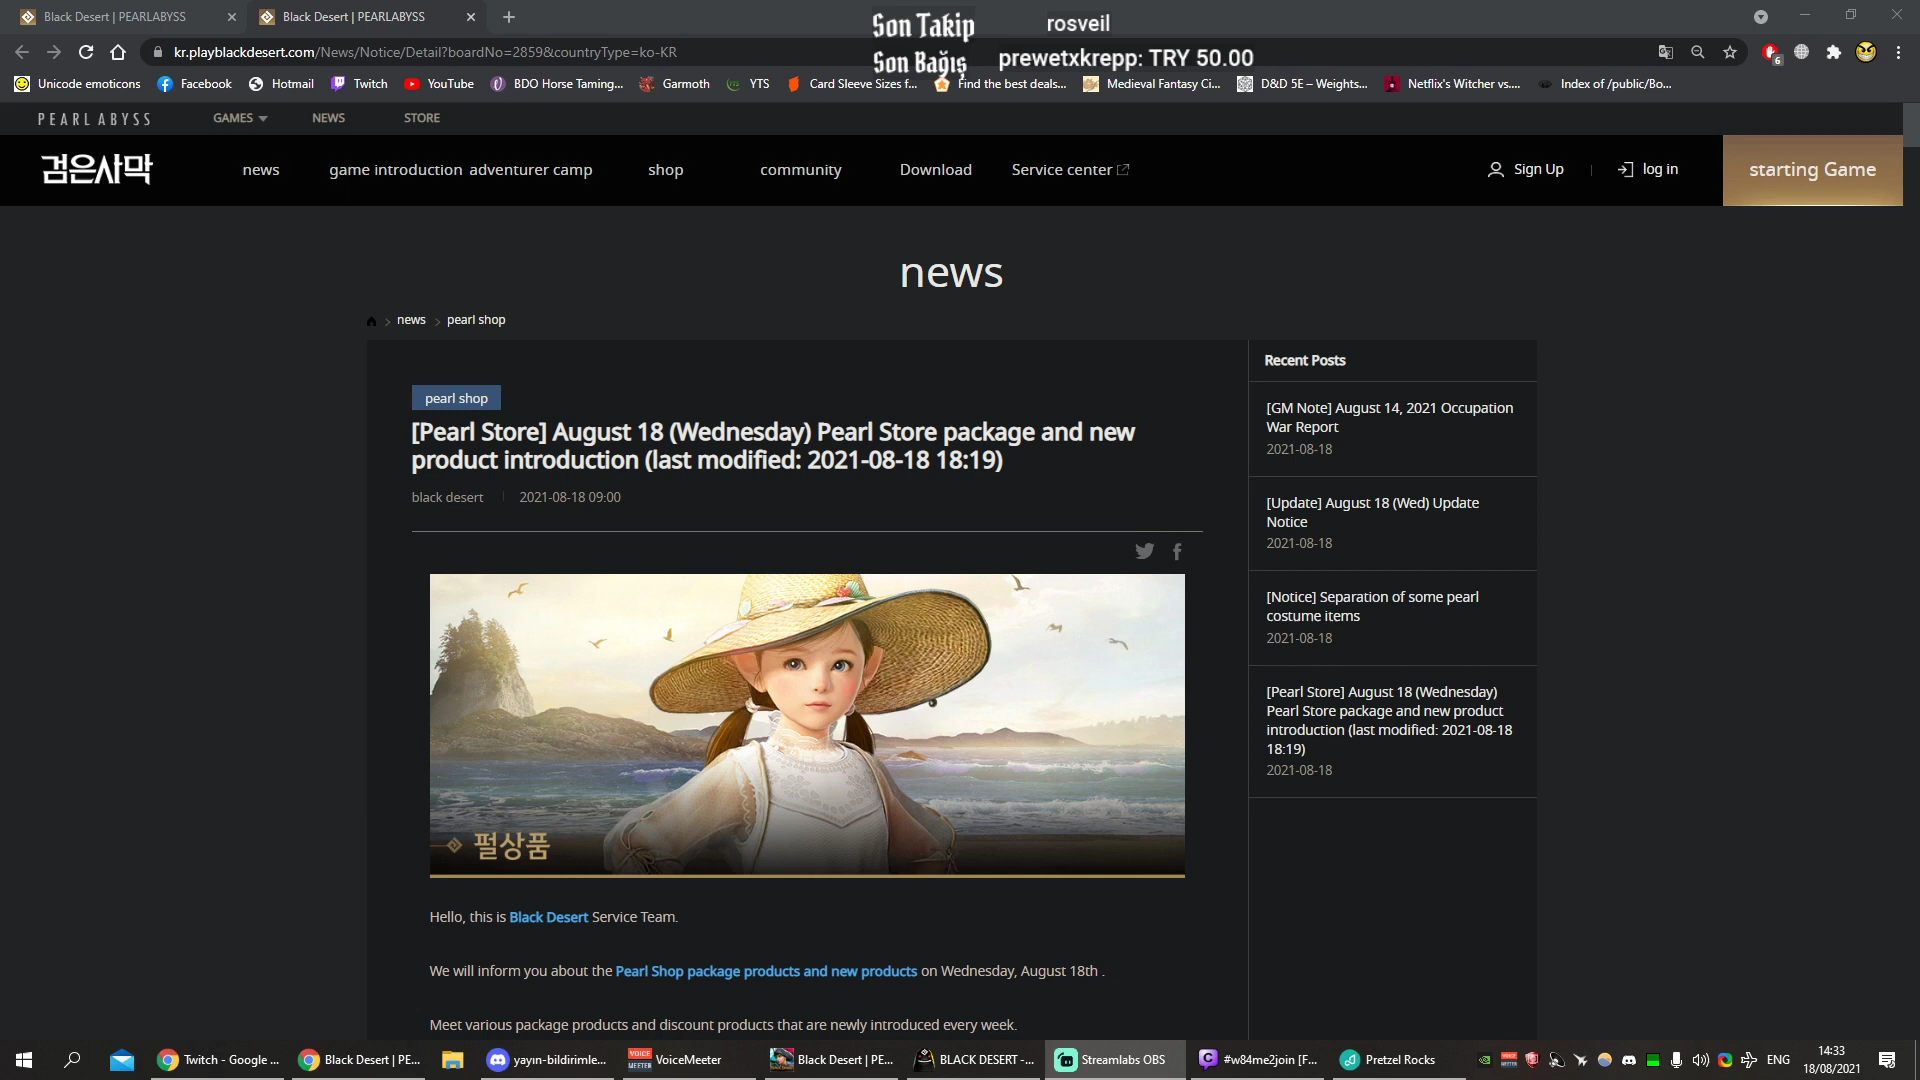 Black Desert | PEARLABYSS
Black Desert | PEARLABYSS
Son Takip rosveil
Son Bağış prewetxkrepp: TRY 50.00
kr.playblackdesert.com/News/Notice/Detail?boardNo=2859&countryType=ko-KR
6
Unicode emoticons
Facebook
Hotmail
Twitch
YouTube
BDO Horse Taming...
Garmoth
YTS
Card Sleeve Sizes f...
Find the best deals...
Medieval Fantasy Ci...
D&D 5E – Weights...
Netflix's Witcher vs....
Index of /public/Bo...
PEARL ABYSS
GAMES
NEWS
STORE
검은사막
news
game introduction
adventurer camp
shop
community
Download
Service center
Sign Up
log in
starting Game
news
news
pearl shop
pearl shop
[Pearl Store] August 18 (Wednesday) Pearl Store package and new
product introduction (last modified: 2021-08-18 18:19)
black desert
2021-08-18 09:00
펄상품
Hello, this is Black Desert Service Team.
We will inform you about the Pearl Shop package products and new products on Wednesday, August 18th .
Meet various package products and discount products that are newly introduced every week.
Recent Posts
[GM Note] August 14, 2021 Occupation
War Report
2021-08-18
[Update] August 18 (Wed) Update
Notice
2021-08-18
[Notice] Separation of some pearl
costume items
2021-08-18
[Pearl Store] August 18 (Wednesday)
Pearl Store package and new product
introduction (last modified: 2021-08-18
18:19)
2021-08-18
Twitch - Google ...
Black Desert | PE...
yayın-bildirimle...
VOICE
MEETER
VoiceMeeter
Black Desert | PE...
BLACK DESERT -...
Streamlabs OBS
#w84me2join [F...
Pretzel Rocks
ENG
14:33
18/08/2021